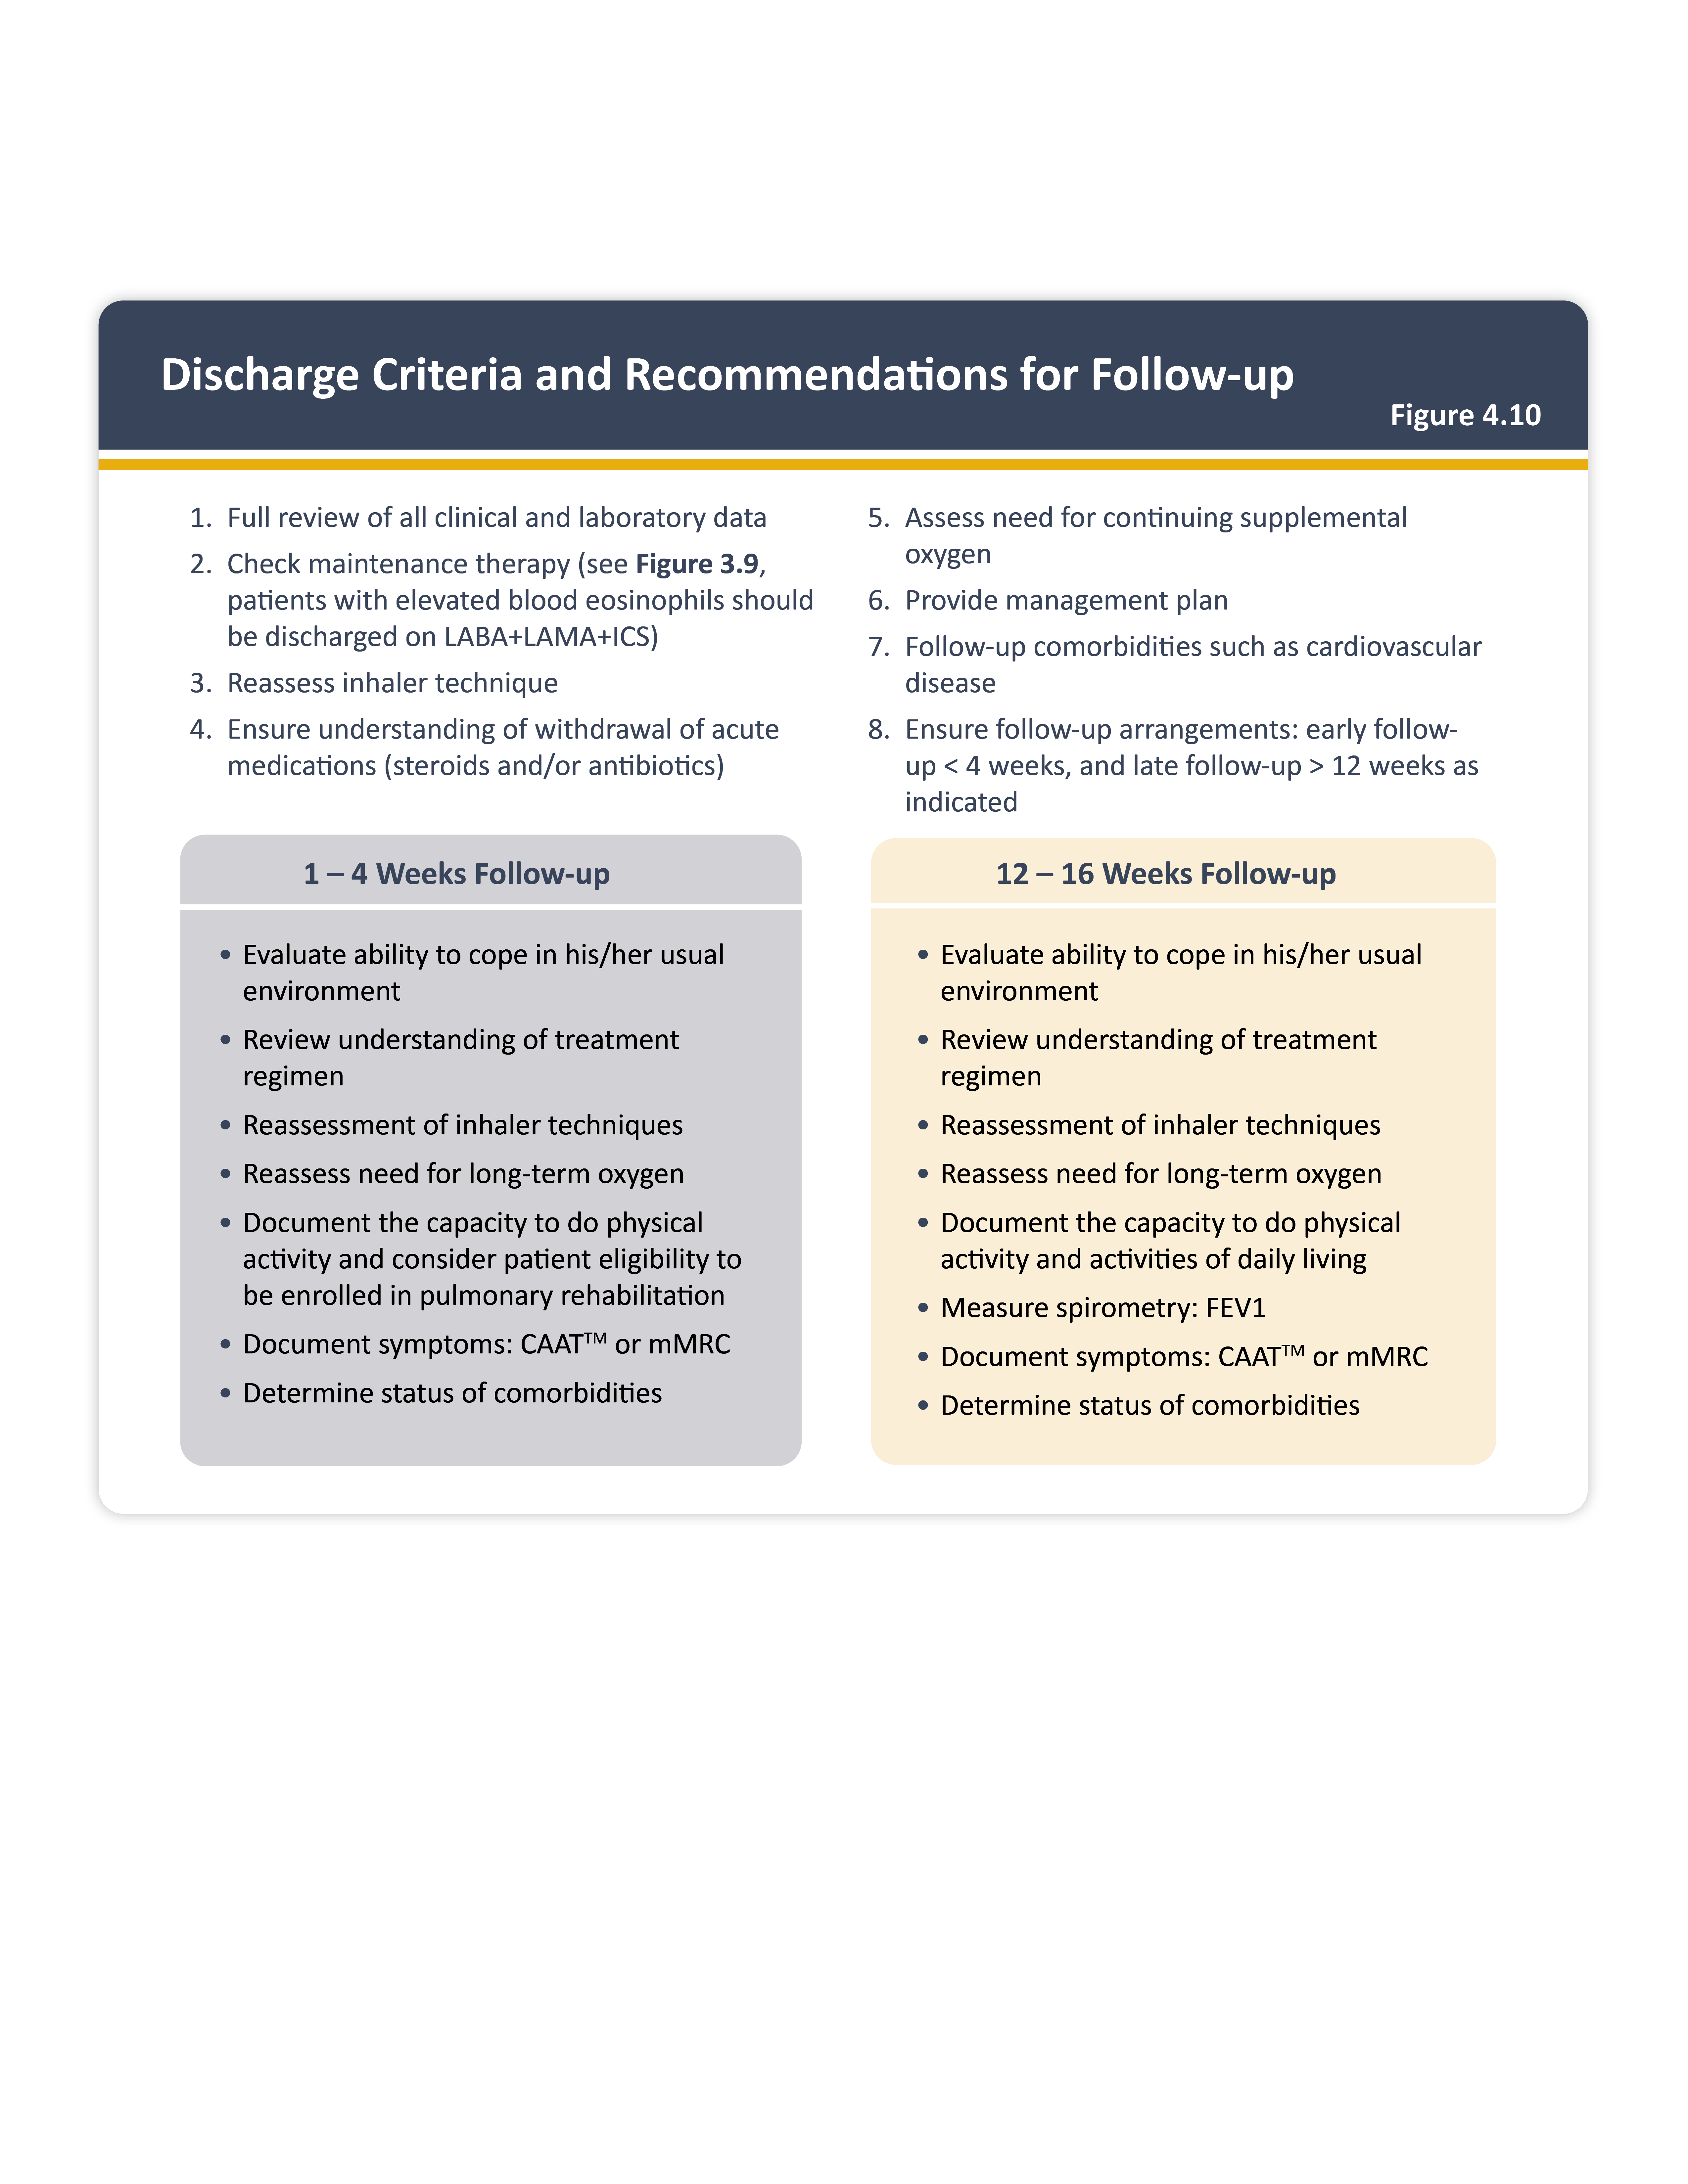 Discharge Criteria and Recommendations for Follow-up
Figure 4.10
1. Full review of all clinical and laboratory data
2. Check maintenance therapy (see Figure 3.9,
patients with elevated blood eosinophils should
be discharged on LABA+LAMA+ICS)
3. Reassess inhaler technique
4. Ensure understanding of withdrawal of acute
medications (steroids and/or antibiotics)
5. Assess need for continuing supplemental
oxygen
6. Provide management plan
7. Follow-up comorbidities such as cardiovascular
disease
8. Ensure follow-up arrangements: early follow-
up < 4 weeks, and late follow-up > 12 weeks as
indicated
1 – 4 Weeks Follow-up
• Evaluate ability to cope in his/her usual
environment
• Review understanding of treatment
regimen
• Reassessment of inhaler techniques
• Reassess need for long-term oxygen
• Document the capacity to do physical
activity and consider patient eligibility to
be enrolled in pulmonary rehabilitation
• Document symptoms: CAAT™ or mMRC
• Determine status of comorbidities
12 – 16 Weeks Follow-up
• Evaluate ability to cope in his/her usual
environment
• Review understanding of treatment
regimen
• Reassessment of inhaler techniques
• Reassess need for long-term oxygen
• Document the capacity to do physical
activity and activities of daily living
• Measure spirometry: FEV1
• Document symptoms: CAAT™ or mMRC
• Determine status of comorbidities